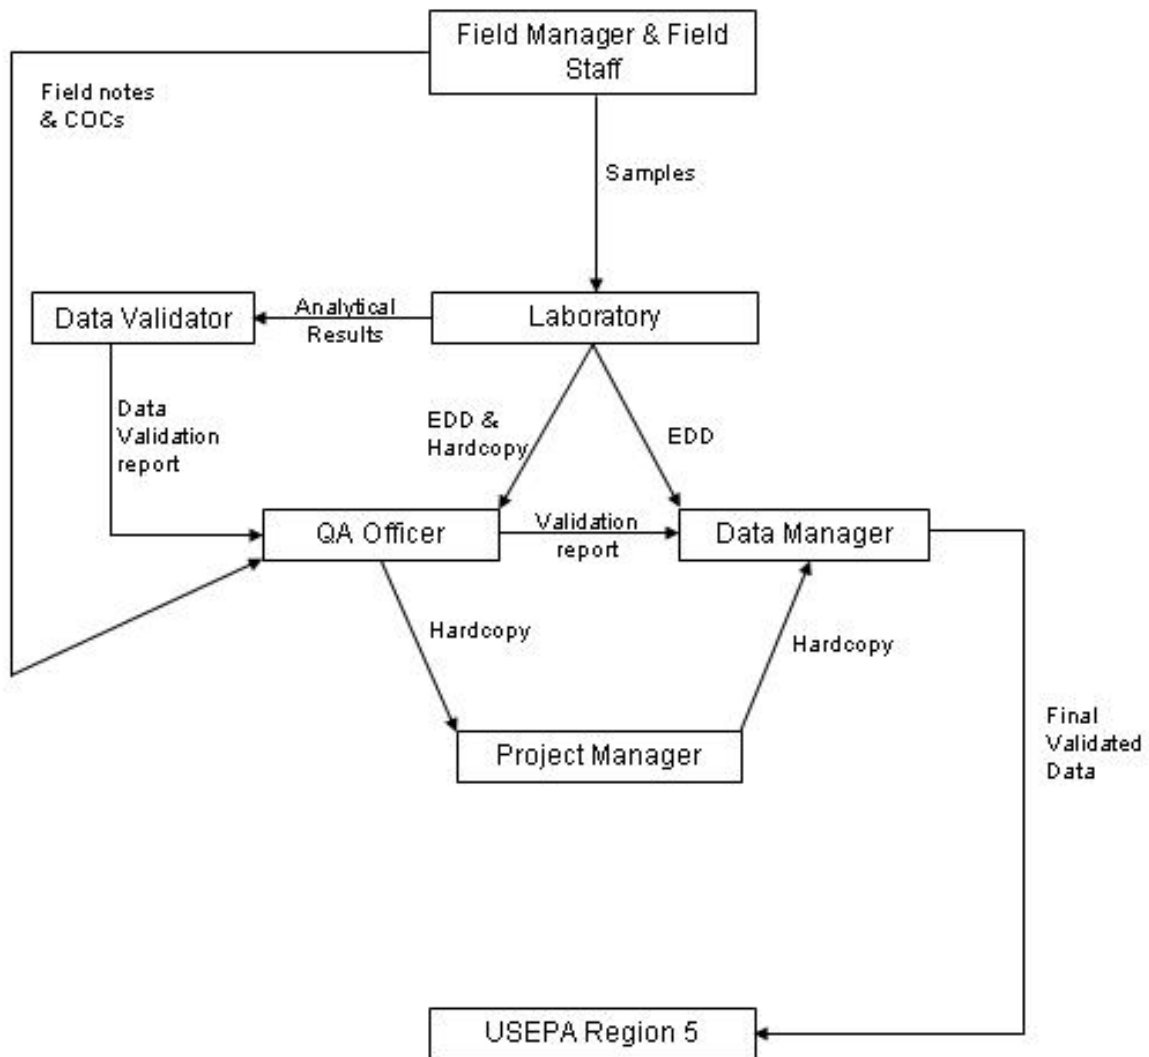 Field Manager & Field
Staff
Field notes
& COCs
Samples
Data Validator
Analytical
Results
Laboratory
Data
Validation
report
EDD &
Hardcopy
EDD
QA Officer
Validation
report
Data Manager
Hardcopy
Hardcopy
Project Manager
Final
Validated
Data
USEPA Region 5